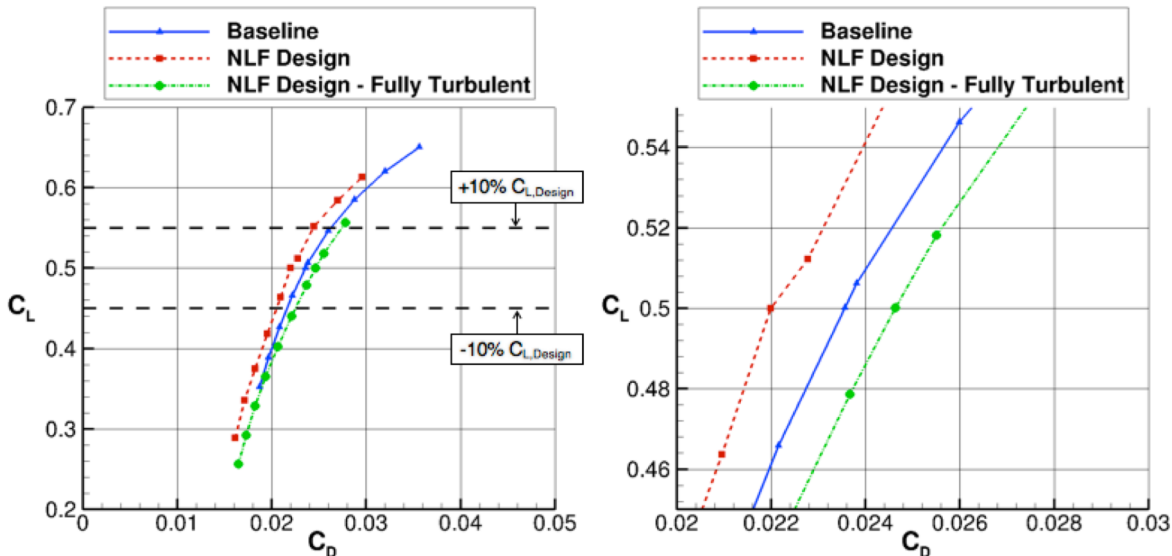 Baseline
NLF Design
NLF Design - Fully Turbulent
0.7
0.6
0.5
0.4
0.3
0.2
C_L
+10% C_L,Design
-10% C_L,Design
0
0.01
0.02
0.03
0.04
0.05
C_D
Baseline
NLF Design
NLF Design - Fully Turbulent
0.54
0.52
0.5
0.48
0.46
C_L
0.02
0.022
0.024
0.026
0.028
0.03
C_D